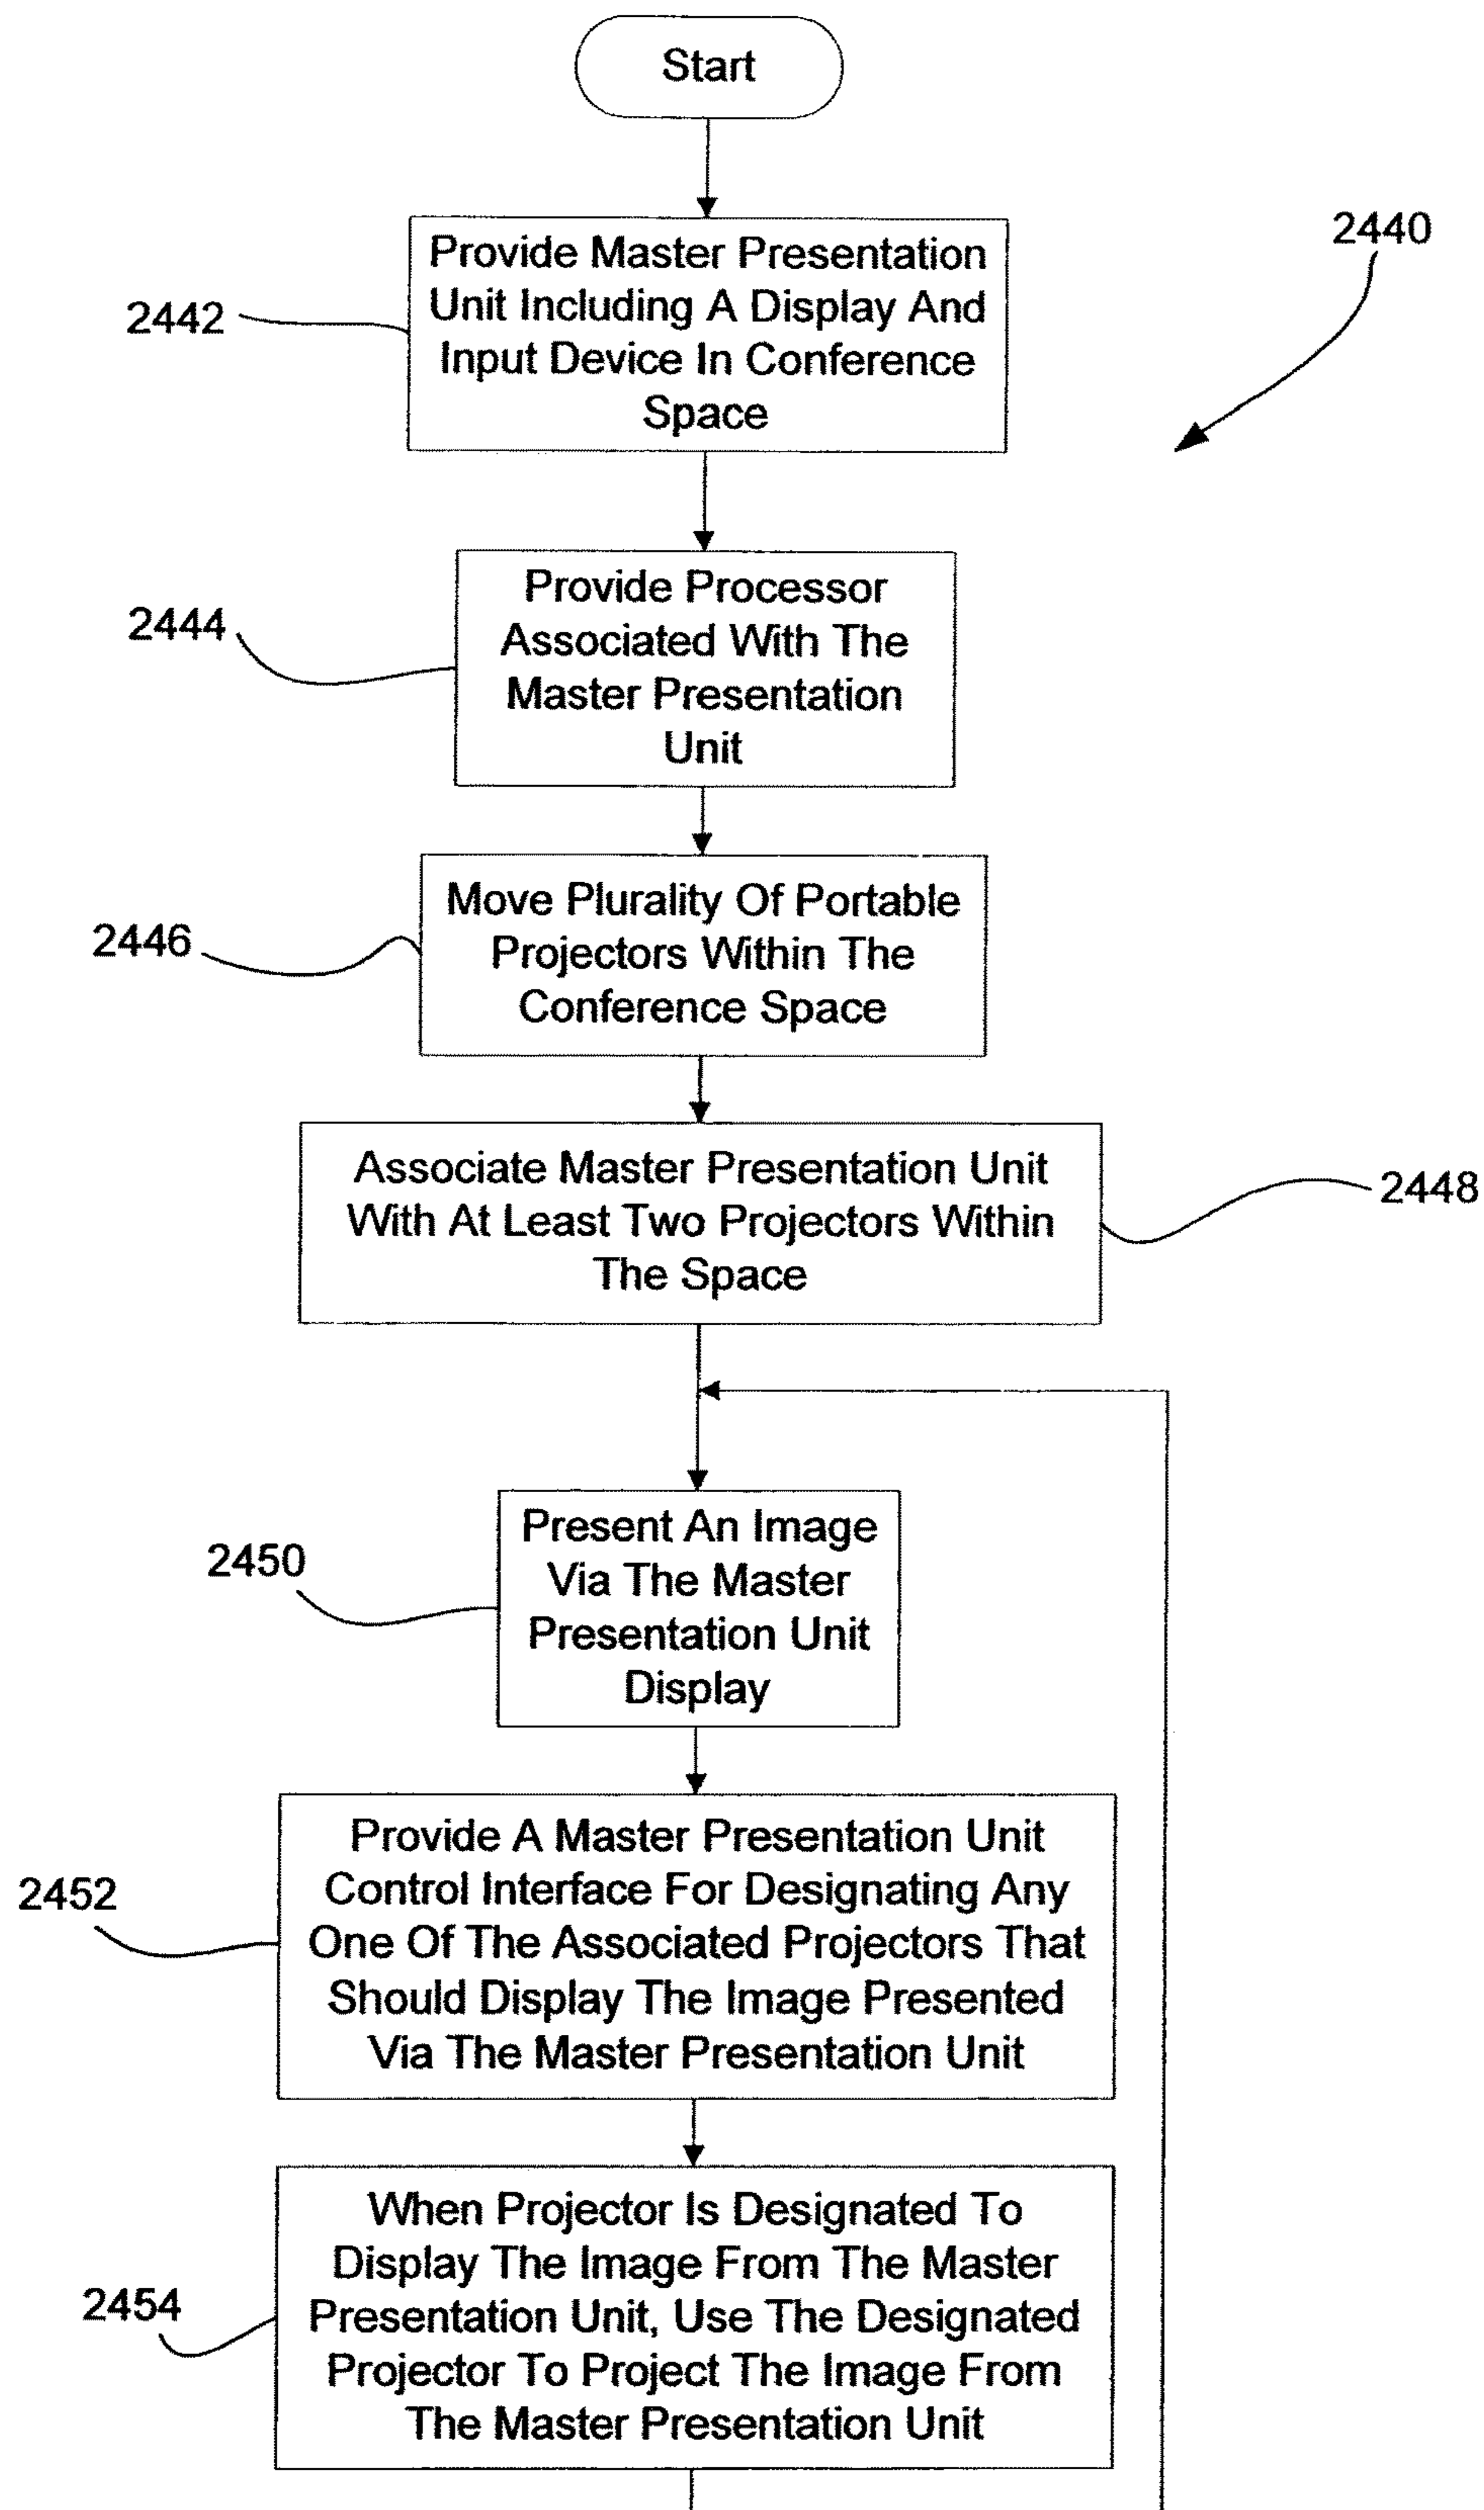 Start
2440
Provide Master Presentation
Unit Including A Display And
Input Device In Conference
Space
2442
Provide Processor
Associated With The
Master Presentation
Unit
2444
Move Plurality Of Portable
Projectors Within The
Conference Space
2446
Associate Master Presentation Unit
With At Least Two Projectors Within
The Space
2448
Present An Image
Via The Master
Presentation Unit
Display
2450
Provide A Master Presentation Unit
Control Interface For Designating Any
One Of The Associated Projectors That
Should Display The Image Presented
Via The Master Presentation Unit
2452
When Projector Is Designated To
Display The Image From The Master
Presentation Unit, Use The Designated
Projector To Project The Image From
The Master Presentation Unit
2454